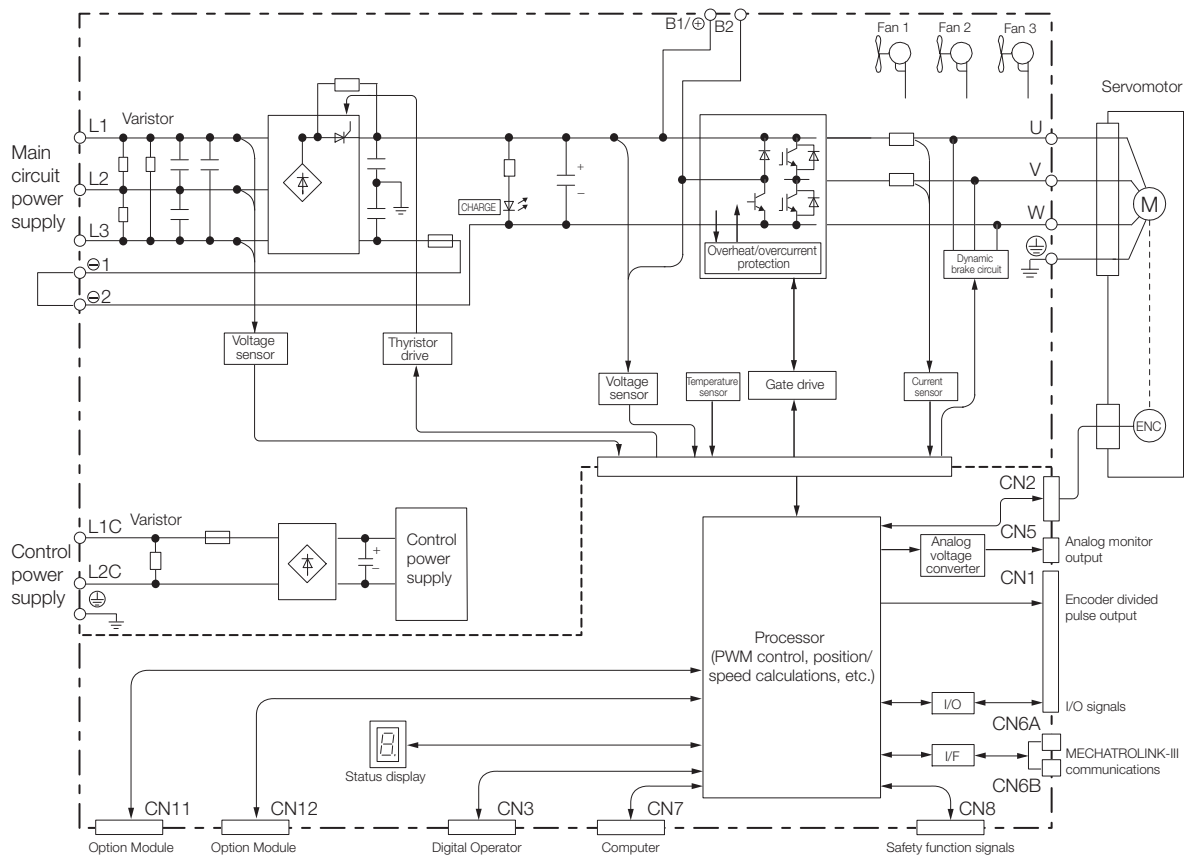 B1/⊕ B2
Fan 1 Fan 2 Fan 3
Servomotor
Main
circuit
power
supply
L1 Varistor
L2
L3
⊖1
⊖2
+
–
CHARGE
Overheat/overcurrent
protection
U
V
W
M
Dynamic
brake circuit
Voltage
sensor
Thyristor
drive
Voltage
sensor
Temperature
sensor
Gate drive
Current
sensor
ENC
Control
power
supply
L1C Varistor
L2C
+
–
Control
power
supply
CN2
CN5
Analog
voltage
converter
Analog monitor
output
CN1
Encoder divided
pulse output
Processor
(PWM control, position/
speed calculations, etc.)
I/O
I/O signals
CN6A
I/F
MECHATROLINK-III
communications
CN6B
8.
Status display
CN11 CN12 CN3 CN7 CN8
Option Module Option Module Digital Operator Computer Safety function signals